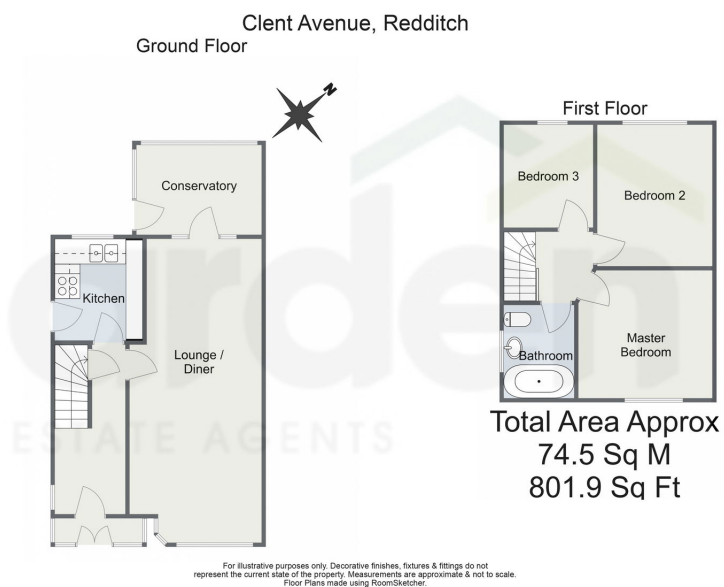 Clent Avenue, Redditch
Ground Floor
N
First Floor
Conservatory
Bedroom 3
Bedroom 2
Kitchen
Lounge /
Diner
Master
Bedroom
Bathroom
arden
ESTATE AGENTS
Total Area Approx
74.5 Sq M
801.9 Sq Ft
For illustrative purposes only. Decorative finishes, fixtures & fittings do not
represent the current state of the property. Measurements are approximate & not to scale.
Floor Plans made using RoomSketcher.